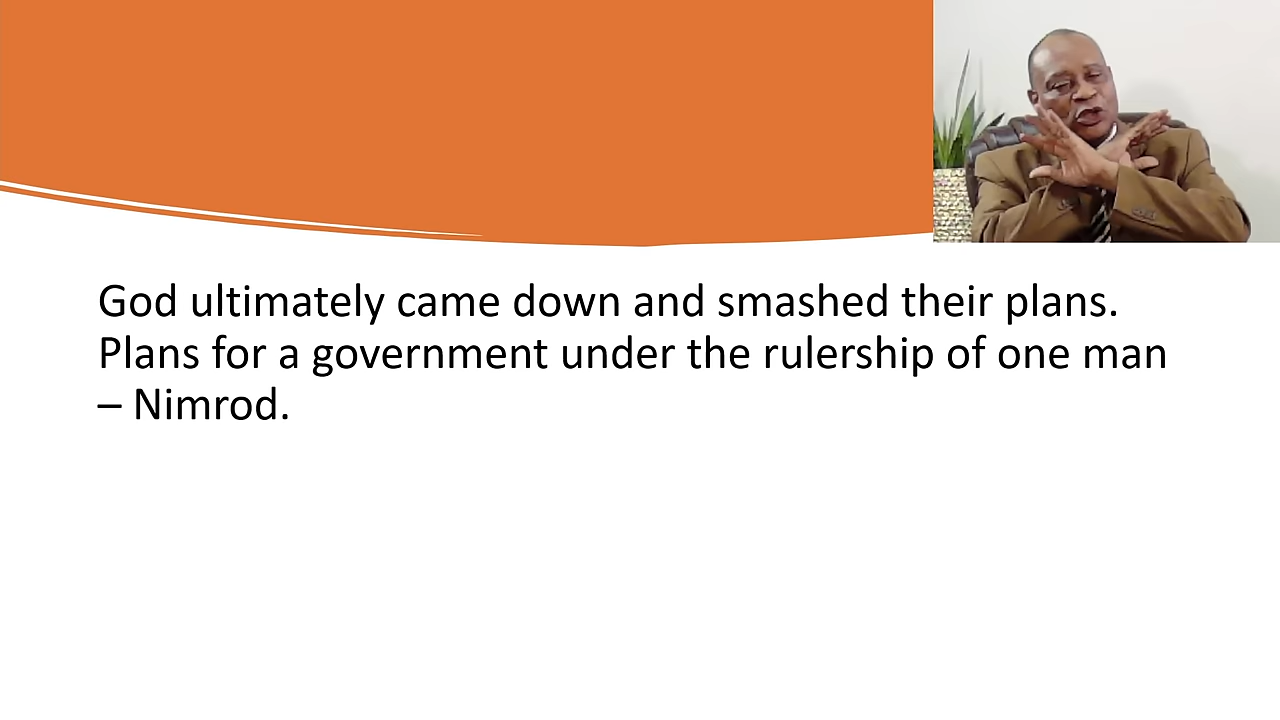 God ultimately came down and smashed their plans.
Plans for a government under the rulership of one man
– Nimrod.